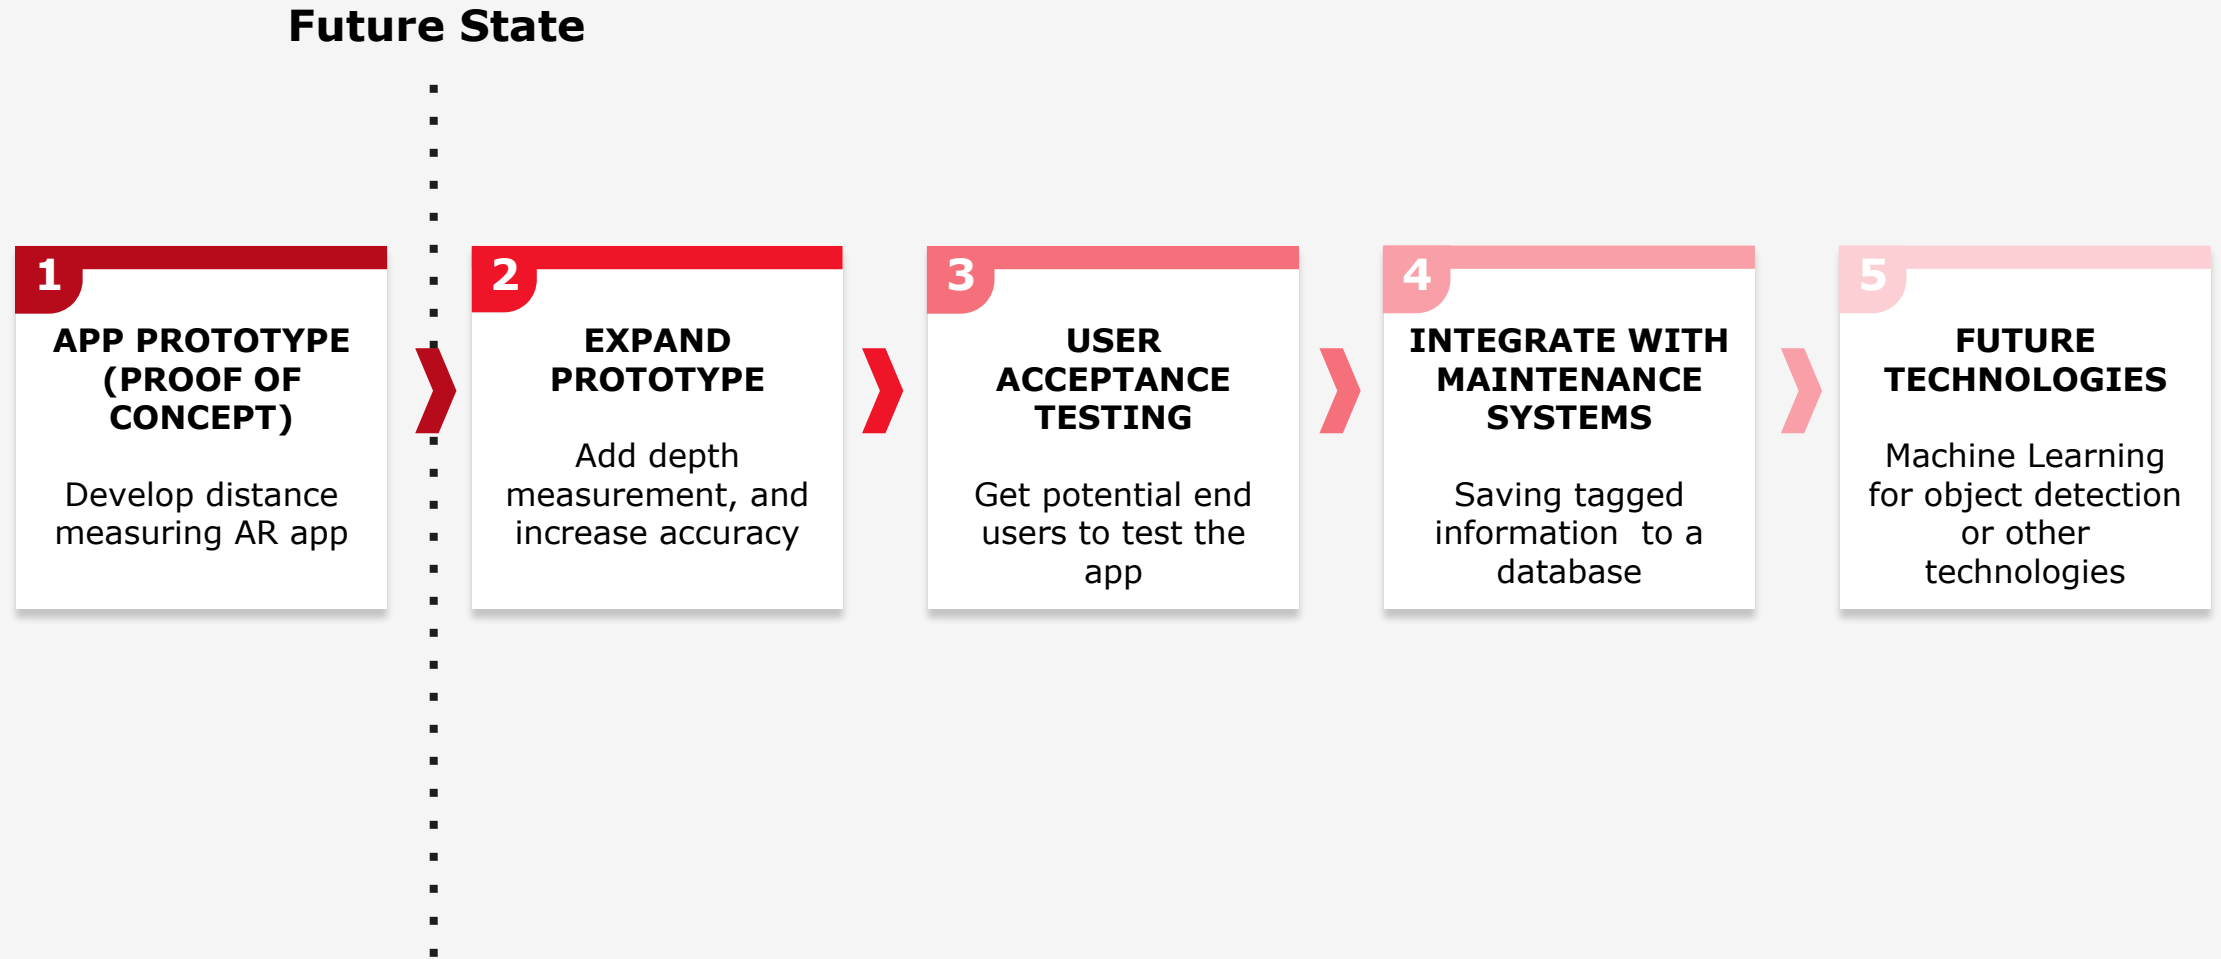 Future State
1
APP PROTOTYPE
(PROOF OF
CONCEPT)
Develop distance
measuring AR app
2
EXPAND
PROTOTYPE
Add depth
measurement, and
increase accuracy
3
USER
ACCEPTANCE
TESTING
Get potential end
users to test the
app
4
INTEGRATE WITH
MAINTENANCE
SYSTEMS
Saving tagged
information  to a
database
5
FUTURE
TECHNOLOGIES
Machine Learning
for object detection
or other
technologies